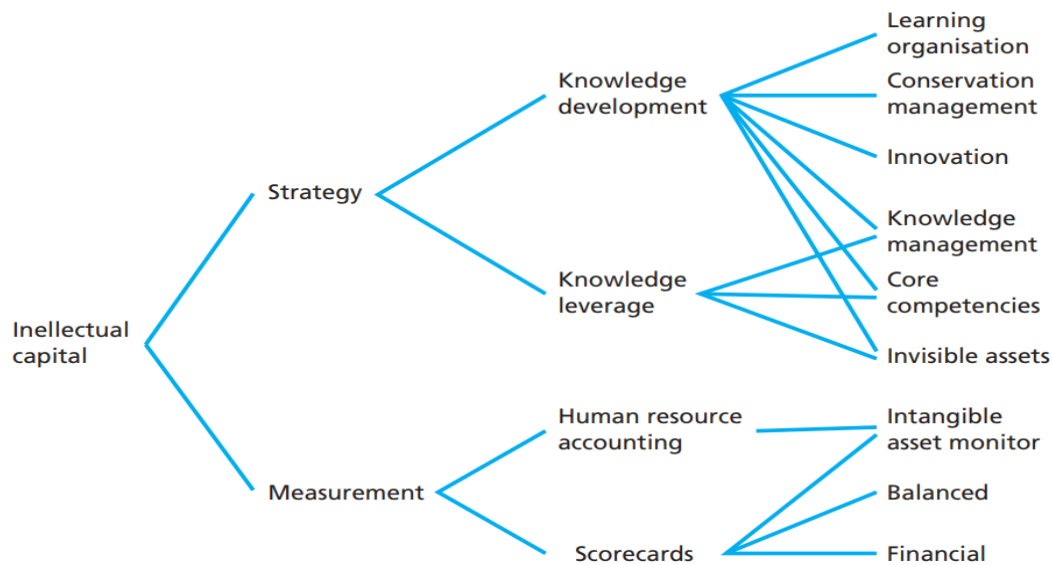 Learning
organisation
Knowledge
development
Conservation
management
Innovation
Strategy
Knowledge
management
Knowledge
leverage
Core
competencies
Inellectual
capital
Invisible assets
Human resource
accounting
Intangible
asset monitor
Measurement
Balanced
Scorecards
Financial